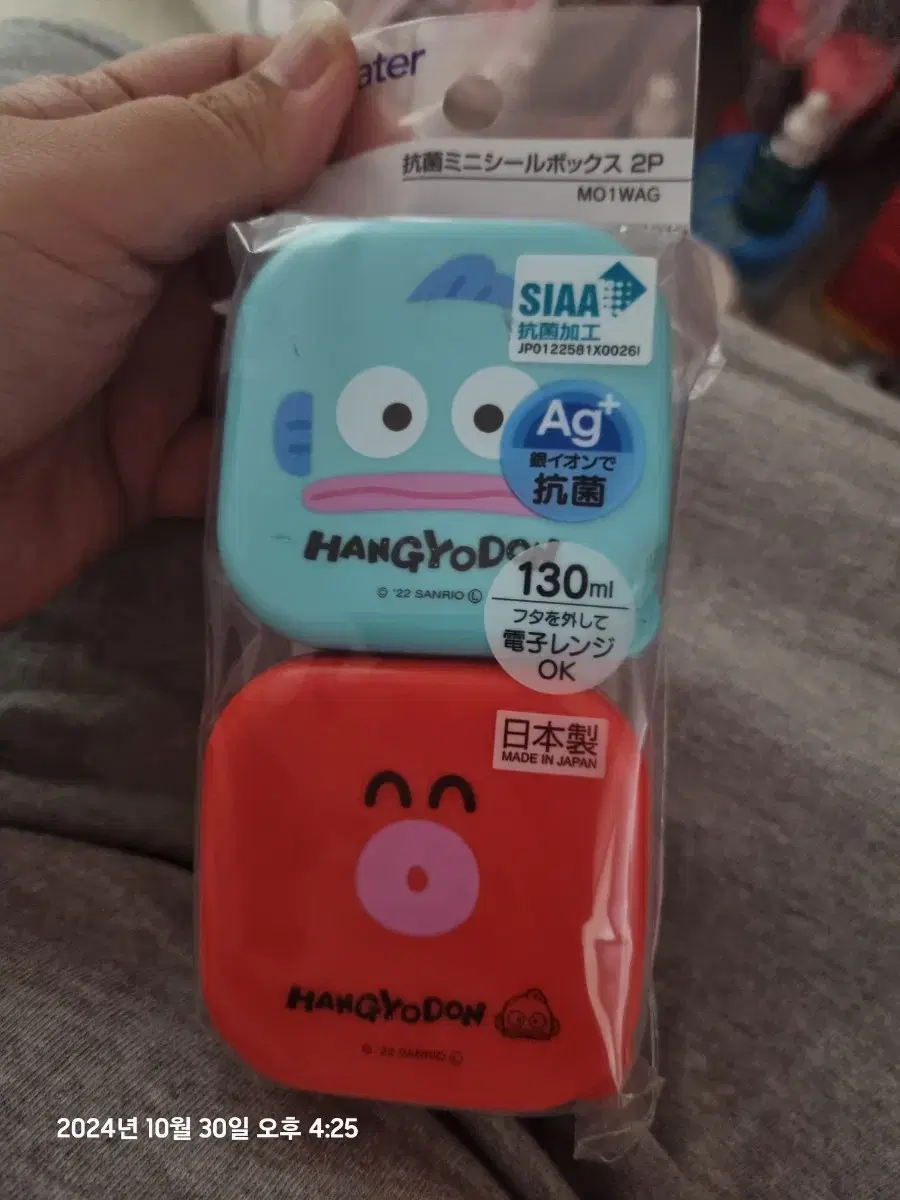 ater
抗菌ミニシールボックス 2P
MO1WAG
SIAA
抗菌加工
JP0122581X0026I
Ag+
銀イオンで
抗菌
HANGYODON
© '22 SANRIO Ⓛ
130ml
フタを外して
電子レンジ
OK
日本製
MADE IN JAPAN
HANGYODON
© '22 SANRIO Ⓛ
2024년 10월 30일 오후 4:25